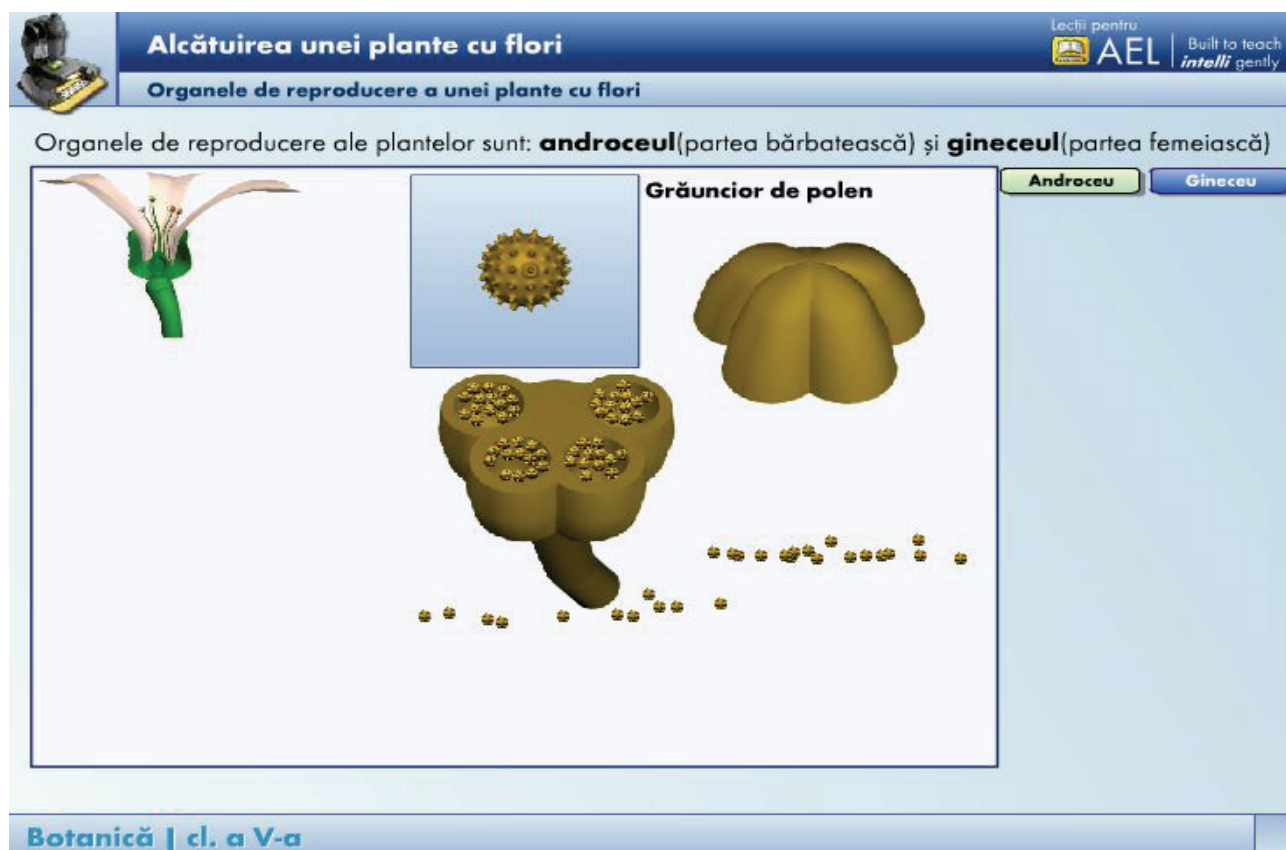 Alcătuirea unei plante cu flori
Lecții pentru
AEL
Built to teach
intelli gently
Organele de reproducere a unei plante cu flori
Organele de reproducere ale plantelor sunt: androceul(partea bărbatească) și gineceul(partea femeiască)
Grăuncior de polen
Androceu
Gineceu
Botanică | cl. a V-a